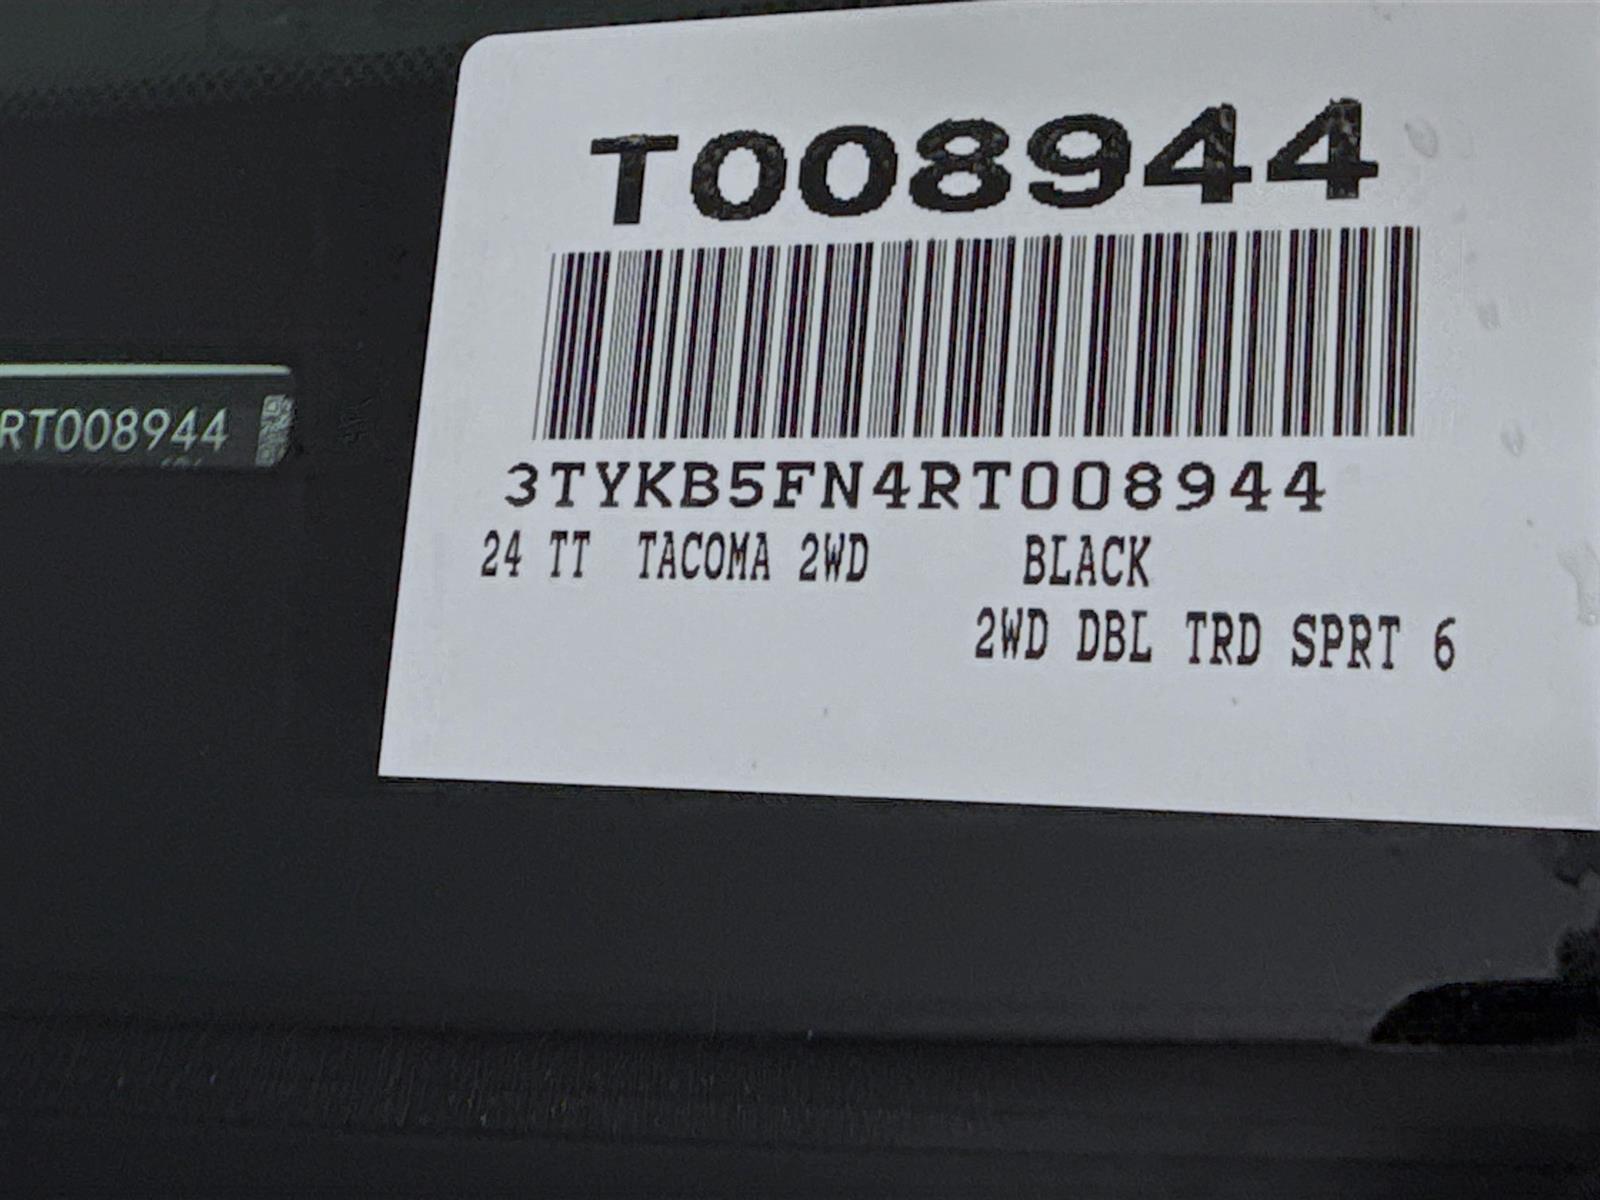 T008944
RT008944
3TYKB5FN4RT008944
24 TT TACOMA 2WD BLACK
2WD DBL TRD SPRT 6